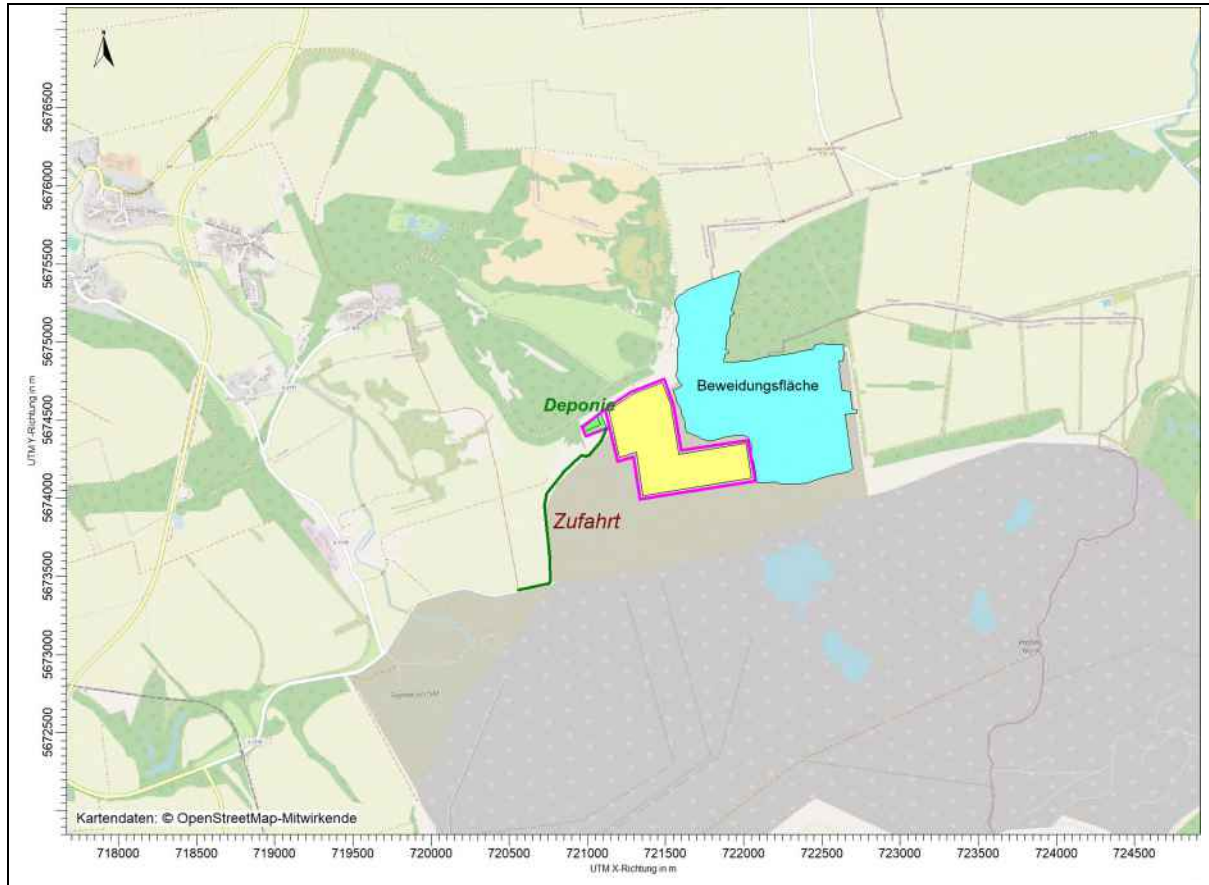 N
Beweidungsfläche
Deponie
Zufahrt
Kartendaten: © OpenStreetMap-Mitwirkende
UTM Y-Richtung in m
5676500
5676000
5675500
5675000
5674500
5674000
5673500
5673000
5672500
718000 718500 719000 719500 720000 720500 721000 721500 722000 722500 723000 723500 724000 724500
UTM X-Richtung in m